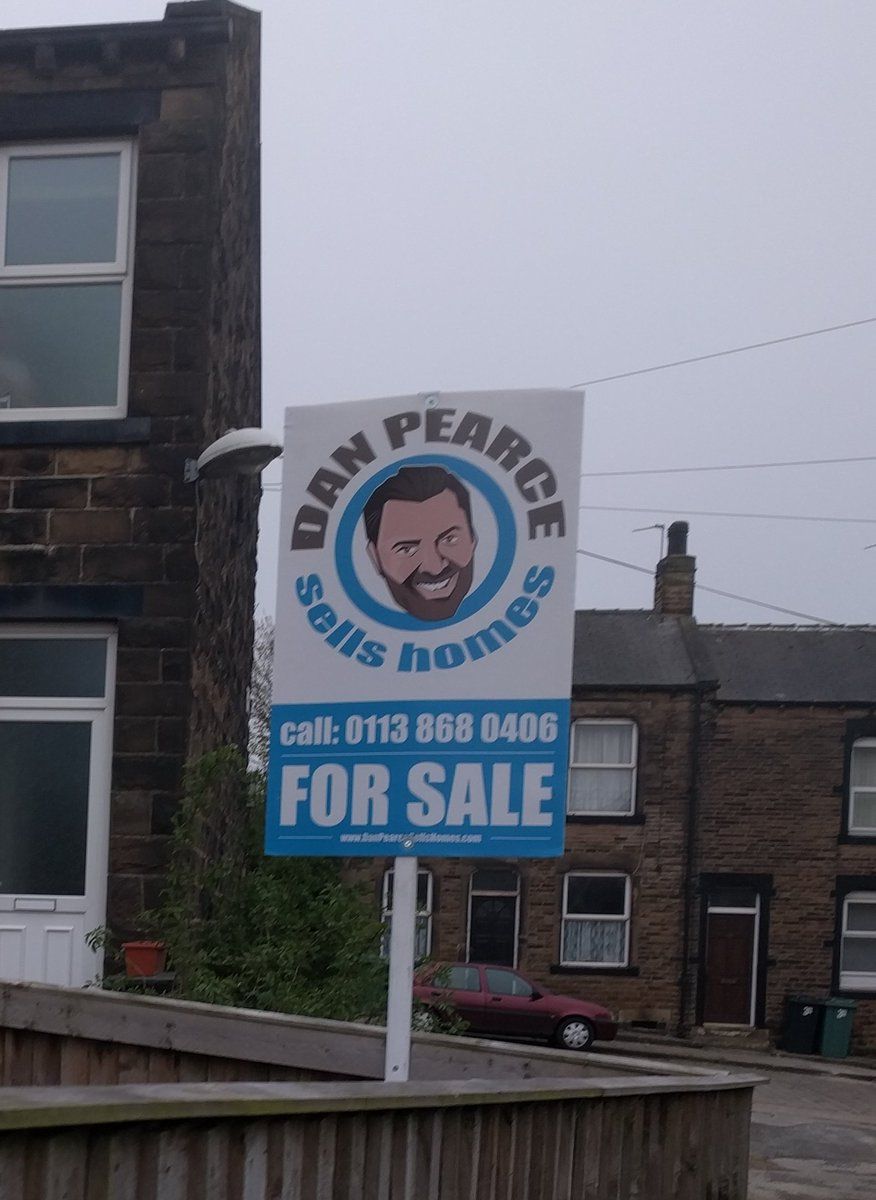 DAN PEARCE
sells homes
call: 0113 868 0406
FOR SALE
www.DanPearceSellsHomes.com